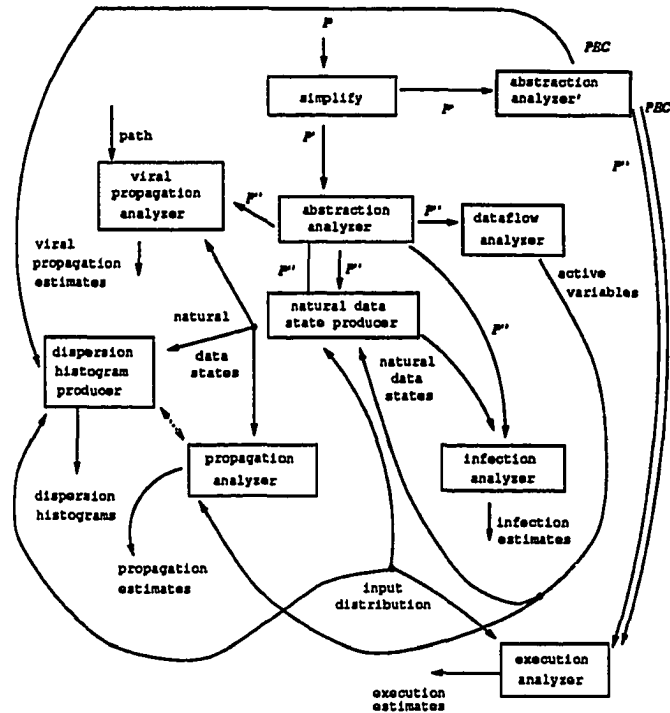 P
PEC
simplify
P'
abstraction
analyzer'
PEC
path
P'
P''
viral
propagation
analyzer
P''
abstraction
analyzer
P''
dataflow
analyzer
viral
propagation
estimates
P''
P''
active
variables
natural
data
states
natural data
state producer
P''
dispersion
histogram
producer
natural
data
states
propagation
analyzer
infection
analyzer
dispersion
histograms
infection
estimates
propagation
estimates
input
distribution
execution
analyzer
execution
estimates